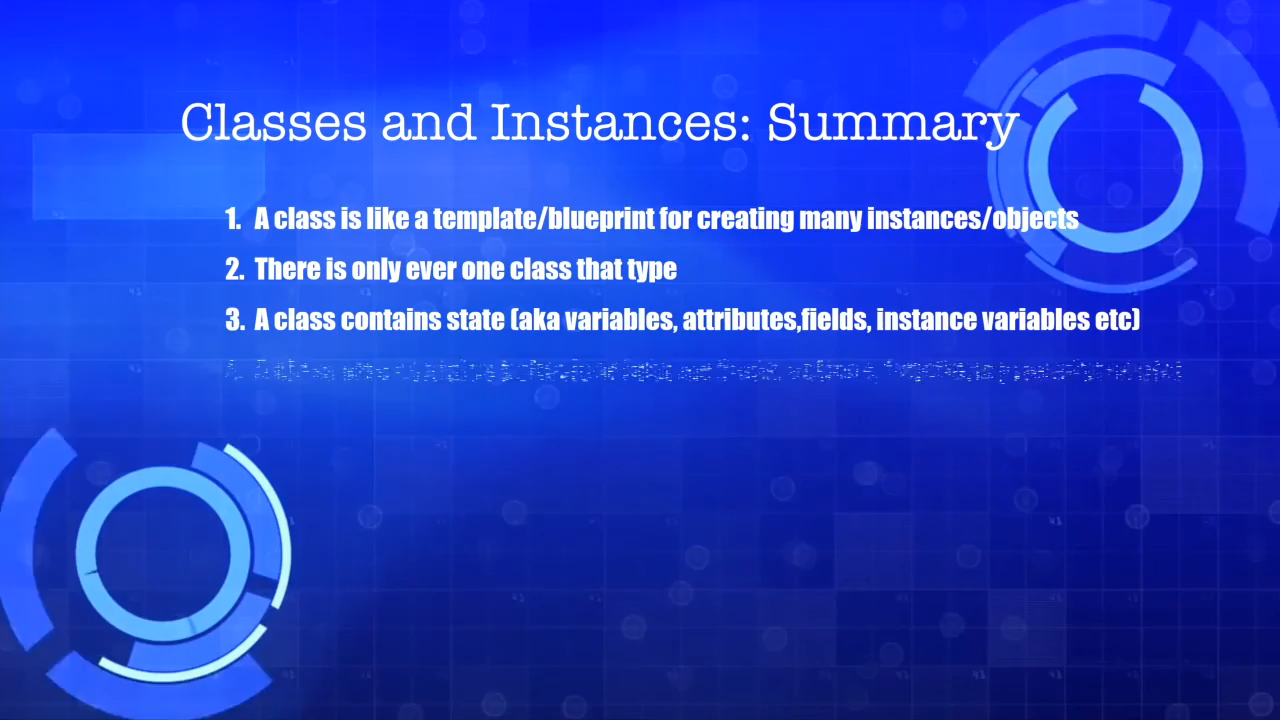 Classes and Instances: Summary
1. A class is like a template/blueprint for creating many instances/objects
2. There is only ever one class that type
3. A class contains state (aka variables, attributes,fields, instance variables etc)